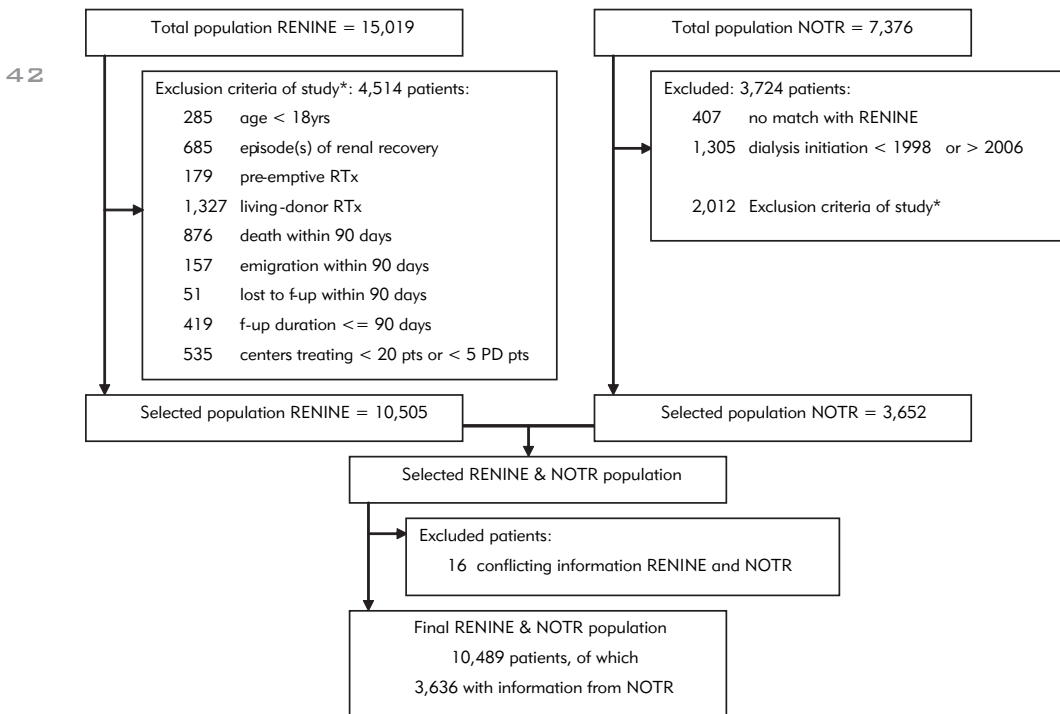 42
Total population RENINE = 15,019
Exclusion criteria of study*: 4,514 patients:
285 age < 18yrs
685 episode(s) of renal recovery
179 pre-emptive RTx
1,327 living-donor RTx
876 death within 90 days
157 emigration within 90 days
51 lost to f-up within 90 days
419 f-up duration <= 90 days
535 centers treating < 20 pts or < 5 PD pts
Selected population RENINE = 10,505
Total population NOTR = 7,376
Excluded: 3,724 patients:
407 no match with RENINE
1,305 dialysis initiation < 1998 or > 2006
2,012 Exclusion criteria of study*
Selected population NOTR = 3,652
Selected RENINE & NOTR population
Excluded patients:
16 conflicting information RENINE and NOTR
Final RENINE & NOTR population
10,489 patients, of which
3,636 with information from NOTR